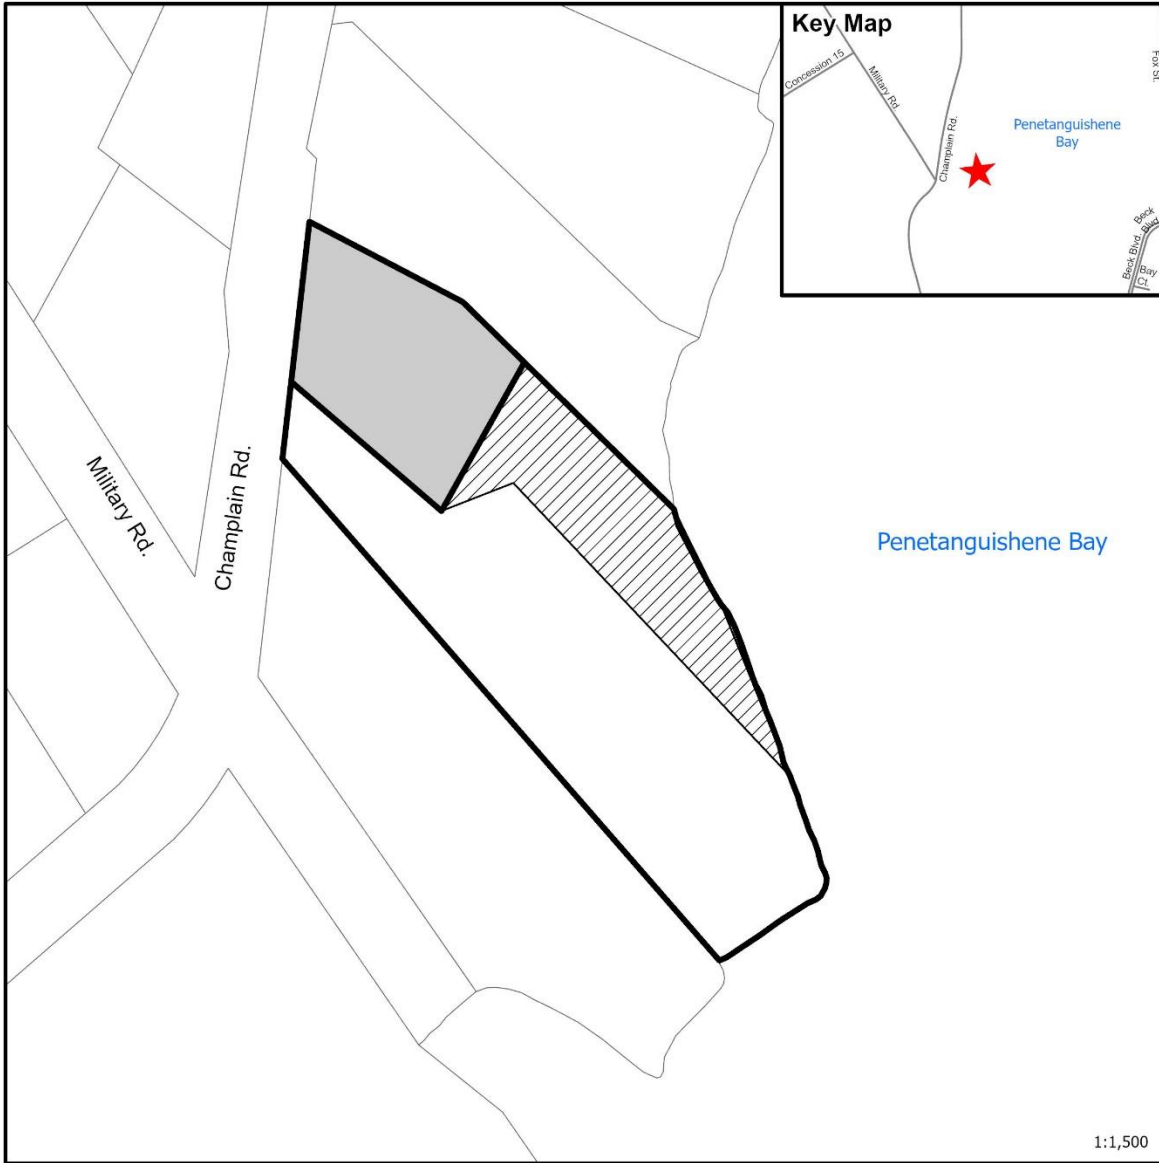 Key Map
Concession 15
Military Rd
Champlain Rd.
Penetanguishene
Bay
Fox St.
Beck
Blvd
Beck Blvd.
Bay
Ct.
Military Rd.
Champlain Rd.
Penetanguishene Bay
1:1,500